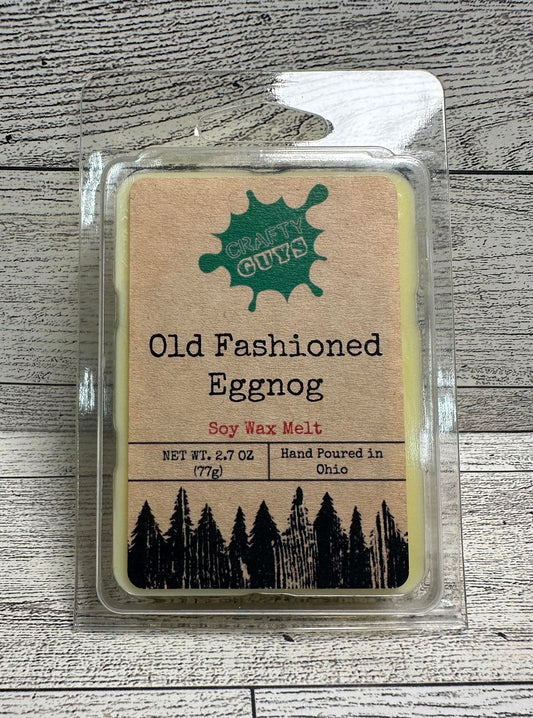 CRAFTY
GUYS
Old Fashioned
Eggnog
Soy Wax Melt
NET WT. 2.7 OZ
(77g)
Hand Poured in
Ohio